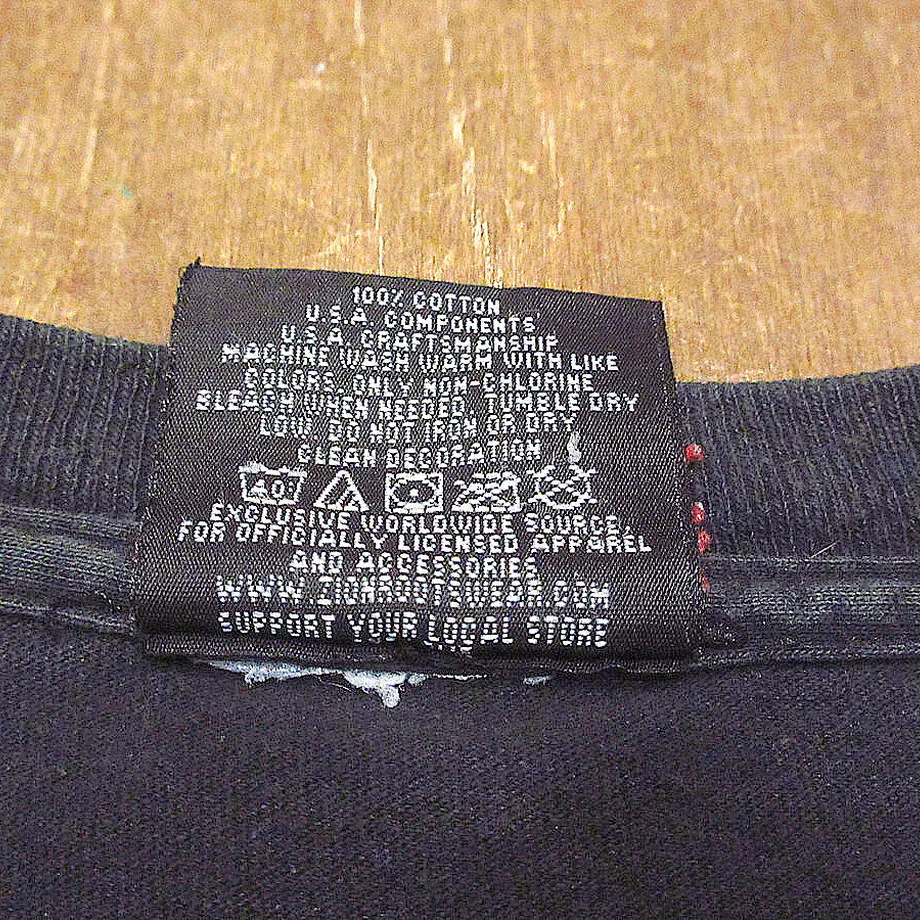 100% COTTON
U.S.A. COMPONENTS
U.S.A. CRAFTSMANSHIP
MACHINE WASH WARM WITH LIKE
COLORS, ONLY NON-CHLORINE
BLEACH WHEN NEEDED, TUMBLE DRY
LOW, DO NOT IRON OR DRY
CLEAN DECORATION
40
EXCLUSIVE WORLDWIDE SOURCE,
FOR OFFICIALLY LICENSED APPAREL
AND ACCESSORIES
WWW.ZIONROOTSWEAR.COM
SUPPORT YOUR LOCAL STORE